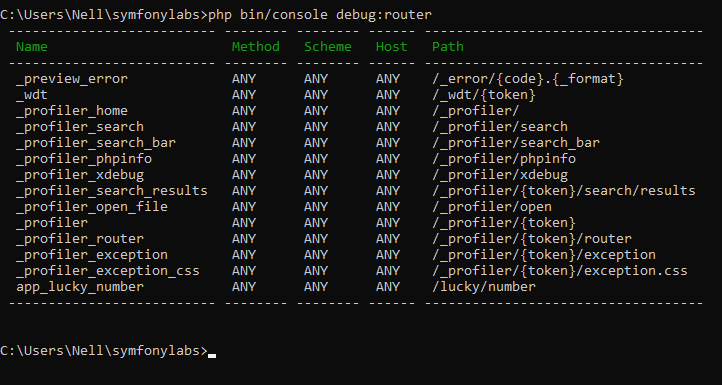 C:\Users\Nell\symfonylabs>php bin/console debug:router
-------------------------- -------- -------- ------ -----------------------------------
Name Method Scheme Host Path
-------------------------- -------- -------- ------ -----------------------------------
_preview_error ANY ANY ANY /_error/{code}.{_format}
_wdt ANY ANY ANY /_wdt/{token}
_profiler_home ANY ANY ANY /_profiler/
_profiler_search ANY ANY ANY /_profiler/search
_profiler_search_bar ANY ANY ANY /_profiler/search_bar
_profiler_phpinfo ANY ANY ANY /_profiler/phpinfo
_profiler_xdebug ANY ANY ANY /_profiler/xdebug
_profiler_search_results ANY ANY ANY /_profiler/{token}/search/results
_profiler_open_file ANY ANY ANY /_profiler/open
_profiler ANY ANY ANY /_profiler/{token}
_profiler_router ANY ANY ANY /_profiler/{token}/router
_profiler_exception ANY ANY ANY /_profiler/{token}/exception
_profiler_exception_css ANY ANY ANY /_profiler/{token}/exception.css
app_lucky_number ANY ANY ANY /lucky/number
-------------------------- -------- -------- ------ -----------------------------------
C:\Users\Nell\symfonylabs>